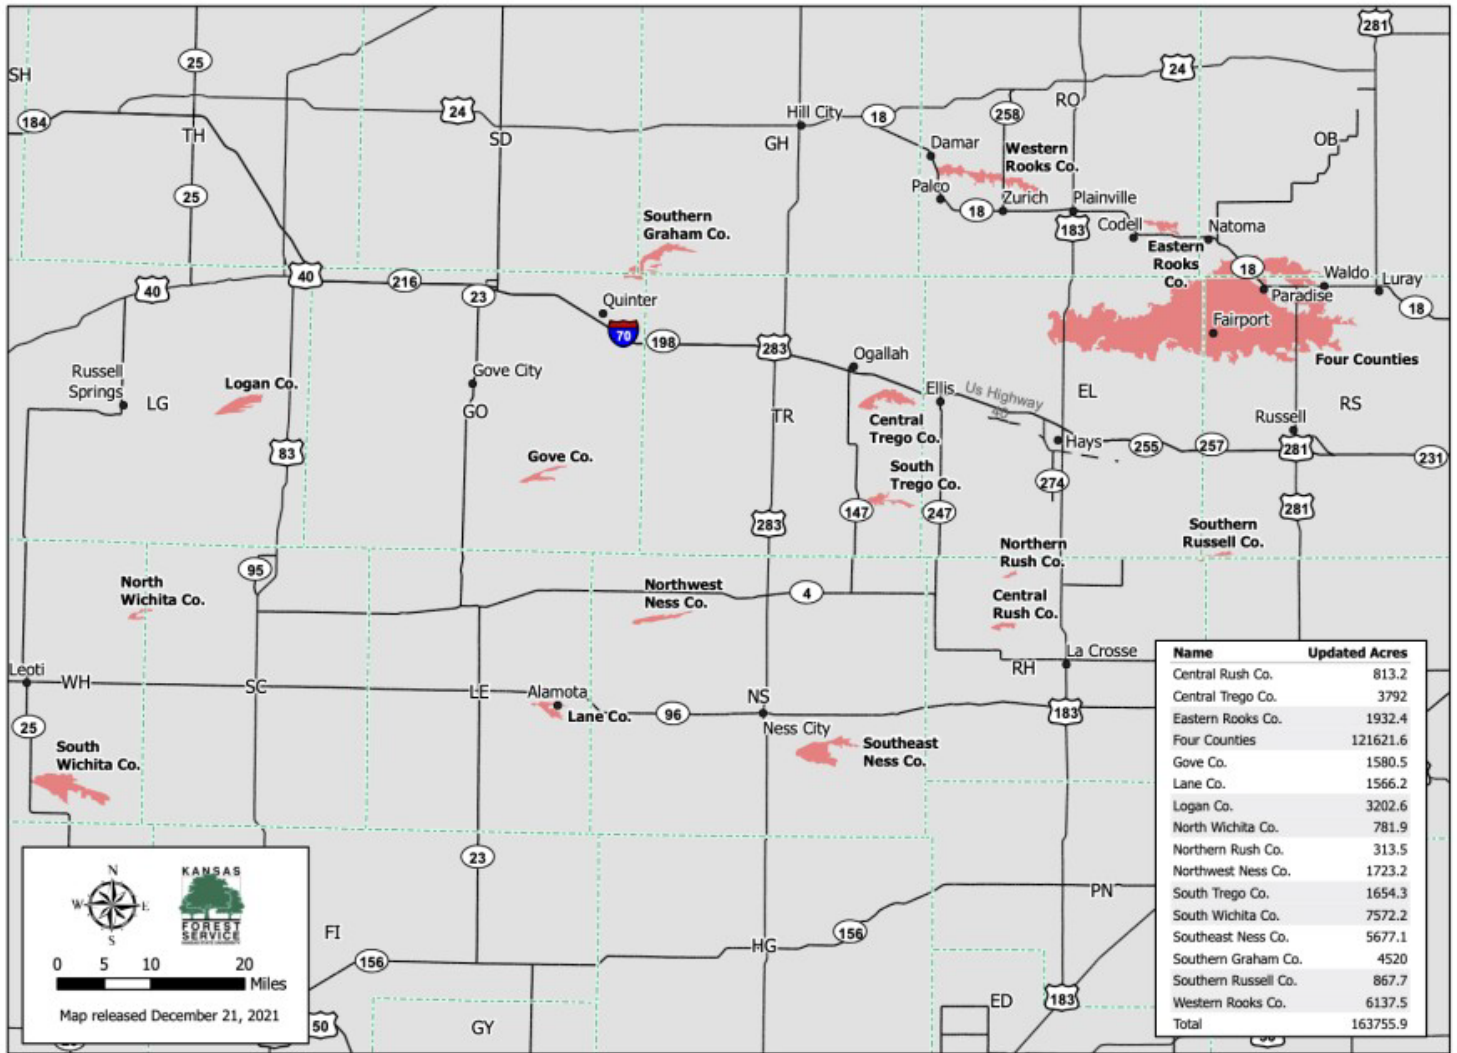 281
SH
25
24
184
24
TH
SD
Hill City
18
258
RO
GH
OB
Damar
Western
Rooks Co.
25
Palco
18
Zurich
Plainville
183
Codell
Natoma
Southern
Graham Co.
Eastern
Rooks
Co.
18
Waldo
Luray
Paradise
18
40
40
216
23
Quinter
70
198
283
Fairport
Four Counties
Ogallah
Russell
Springs
LG
Logan Co.
Gove City
GO
TR
Ellis
Us Highway
40
EL
RS
Central
Trego Co.
Russell
Hays
255
257
281
231
83
Gove Co.
South
Trego Co.
274
283
147
247
281
Southern
Russell Co.
Northern
Rush Co.
95
North
Wichita Co.
Northwest
Ness Co.
4
Central
Rush Co.
Leoti
WH
SC
LE
Alamota
Lane Co.
96
NS
Ness City
RH
La Crosse
183
25
South
Wichita Co.
Southeast
Ness Co.
23
PN
FI
156
HG
156
ED
183
GY
50
N
W
E
S
KANSAS
FOREST
SERVICE
0 5 10 20
Miles
Map released December 21, 2021
Name Updated Acres
Central Rush Co. 813.2
Central Trego Co. 3792
Eastern Rooks Co. 1932.4
Four Counties 121621.6
Gove Co. 1580.5
Lane Co. 1566.2
Logan Co. 3202.6
North Wichita Co. 781.9
Northern Rush Co. 313.5
Northwest Ness Co. 1723.2
South Trego Co. 1654.3
South Wichita Co. 7572.2
Southeast Ness Co. 5677.1
Southern Graham Co. 4520
Southern Russell Co. 867.7
Western Rooks Co. 6137.5
Total 163755.9